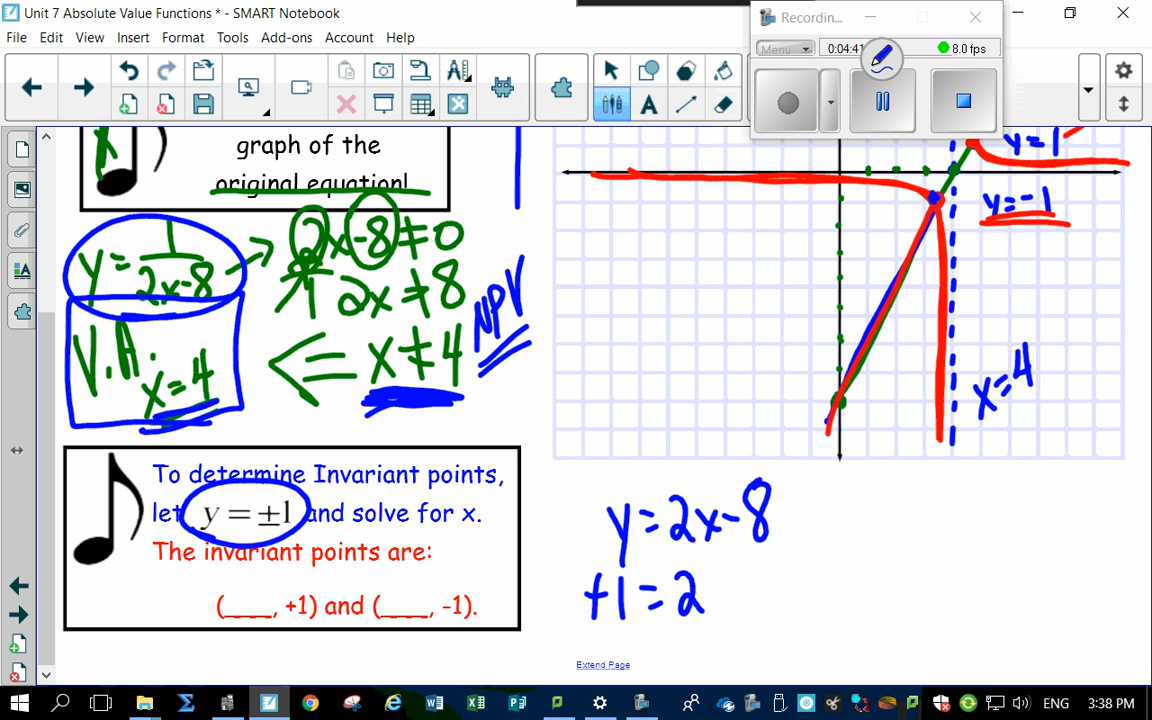 Unit 7 Absolute Value Functions * - SMART Notebook
Recordin...
File Edit View Insert Format Tools Add-ons Account Help
Menu
0:04:41
8.0 fps
graph of the
original equation!
y = 1/(2x-8)
2x-8≠0
2x≠8
x≠4
NPV
V.A:
x=4
y=1
y=-1
x=4
To determine Invariant points,
let y = ±1 and solve for x.
The invariant points are:
(____, +1) and (____, -1).
y=2x-8
+1=2
Extend Page
ENG 3:38 PM